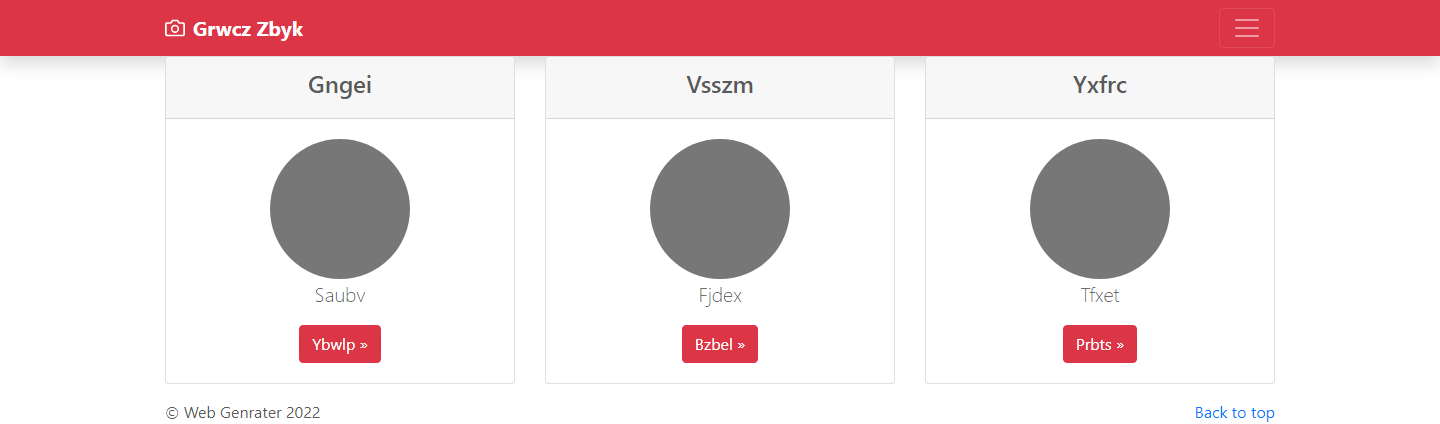 Grwcz Zbyk
Gngei
Vsszm
Yxfrc
Saubv
Fjdex
Tfxet
Ybwlp »
Bzbel »
Prbts »
© Web Genrater 2022
Back to top